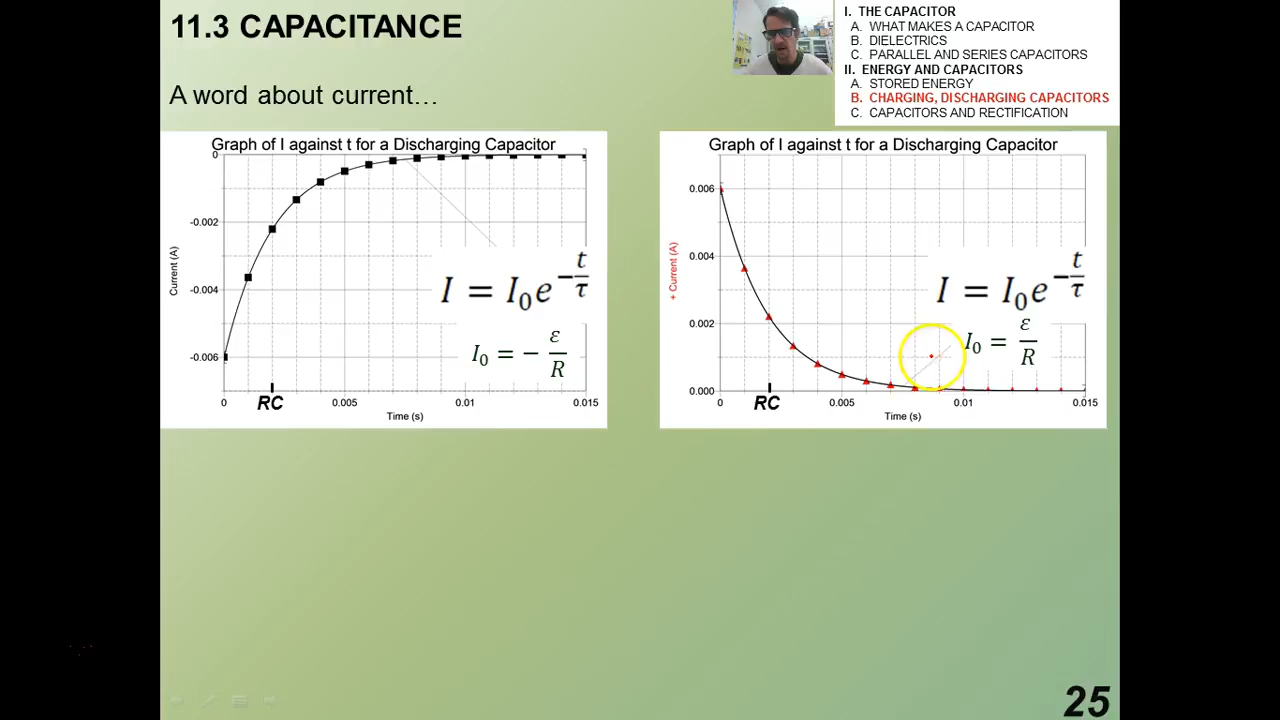 11.3 CAPACITANCE
I. THE CAPACITOR
A. WHAT MAKES A CAPACITOR
B. DIELECTRICS
C. PARALLEL AND SERIES CAPACITORS
II. ENERGY AND CAPACITORS
A. STORED ENERGY
B. CHARGING, DISCHARGING CAPACITORS
C. CAPACITORS AND RECTIFICATION
A word about current…
Graph of I against t for a Discharging Capacitor
0
-0.002
-0.004
-0.006
Current (A)
I = I₀e^(−t/τ)
I₀ = − ε/R
0 RC 0.005 0.01 0.015
Time (s)
Graph of I against t for a Discharging Capacitor
0.006
0.004
0.002
0.000
+ Current (A)
I = I₀e^(−t/τ)
I₀ = ε/R
0 RC 0.005 0.01 0.015
Time (s)
25